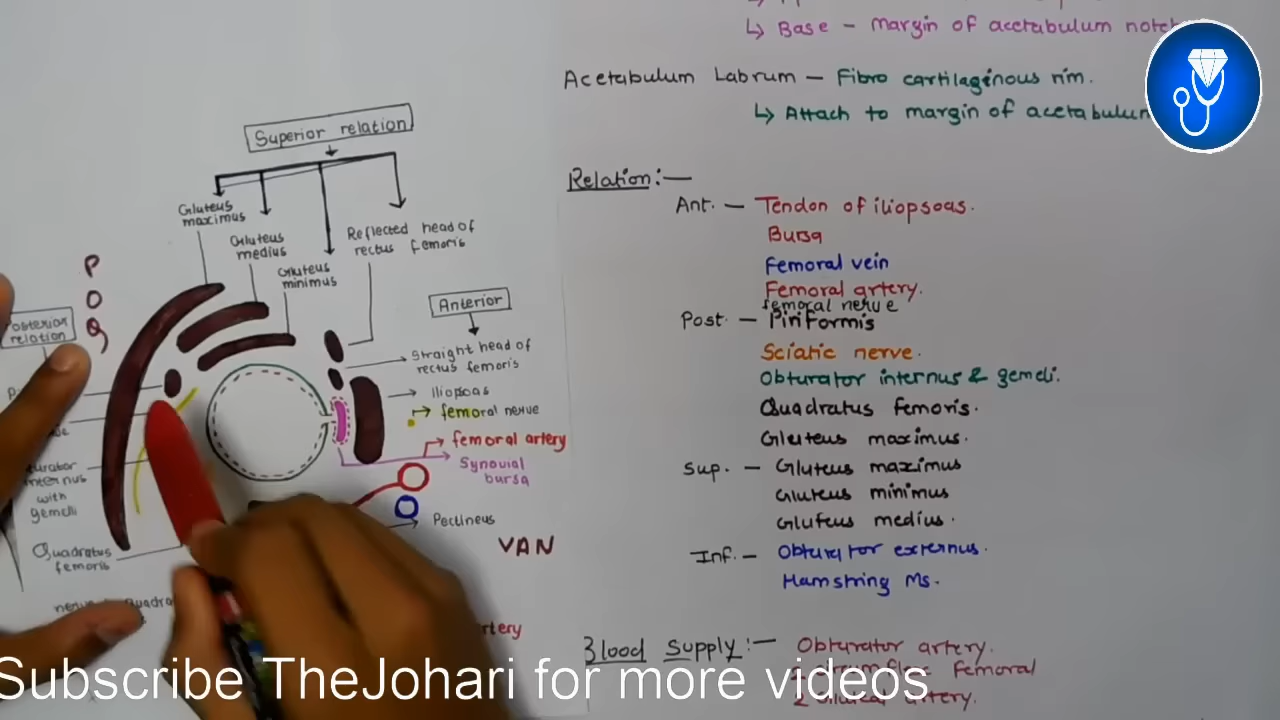 ↳ Base - Margin of acetabulum notch
Acetabulum Labrum - Fibro cartilaginous rim.
↳ Attach to margin of acetabulum
Superior relation
Gluteus
maximus
Gluteus
medius
Gluteus
minimus
Reflected head of
rectus femoris
P
O
Q
Posterior
relation
Anterior
Straight head of
rectus femoris
Iliopsoas
femoral nerve
femoral artery
Synovial
bursa
Pectineus
VAN
with
gemelli
Quadratus
femoris
Relation:-
Ant. - Tendon of iliopsoas.
Bursa
Femoral vein
Femoral artery.
femoral nerve
Post - Piriformis
Sciatic nerve.
Obturator internus & gemeli.
Quadratus femoris.
Gluteus maximus.
Sup. - Gluteus maximus
Gluteus minimus
Gluteus medius.
Inf. - Obturator externus.
Hamstring Ms.
Blood Supply:- Obturator artery.
Femoral
artery.
Subscribe TheJohari for more videos